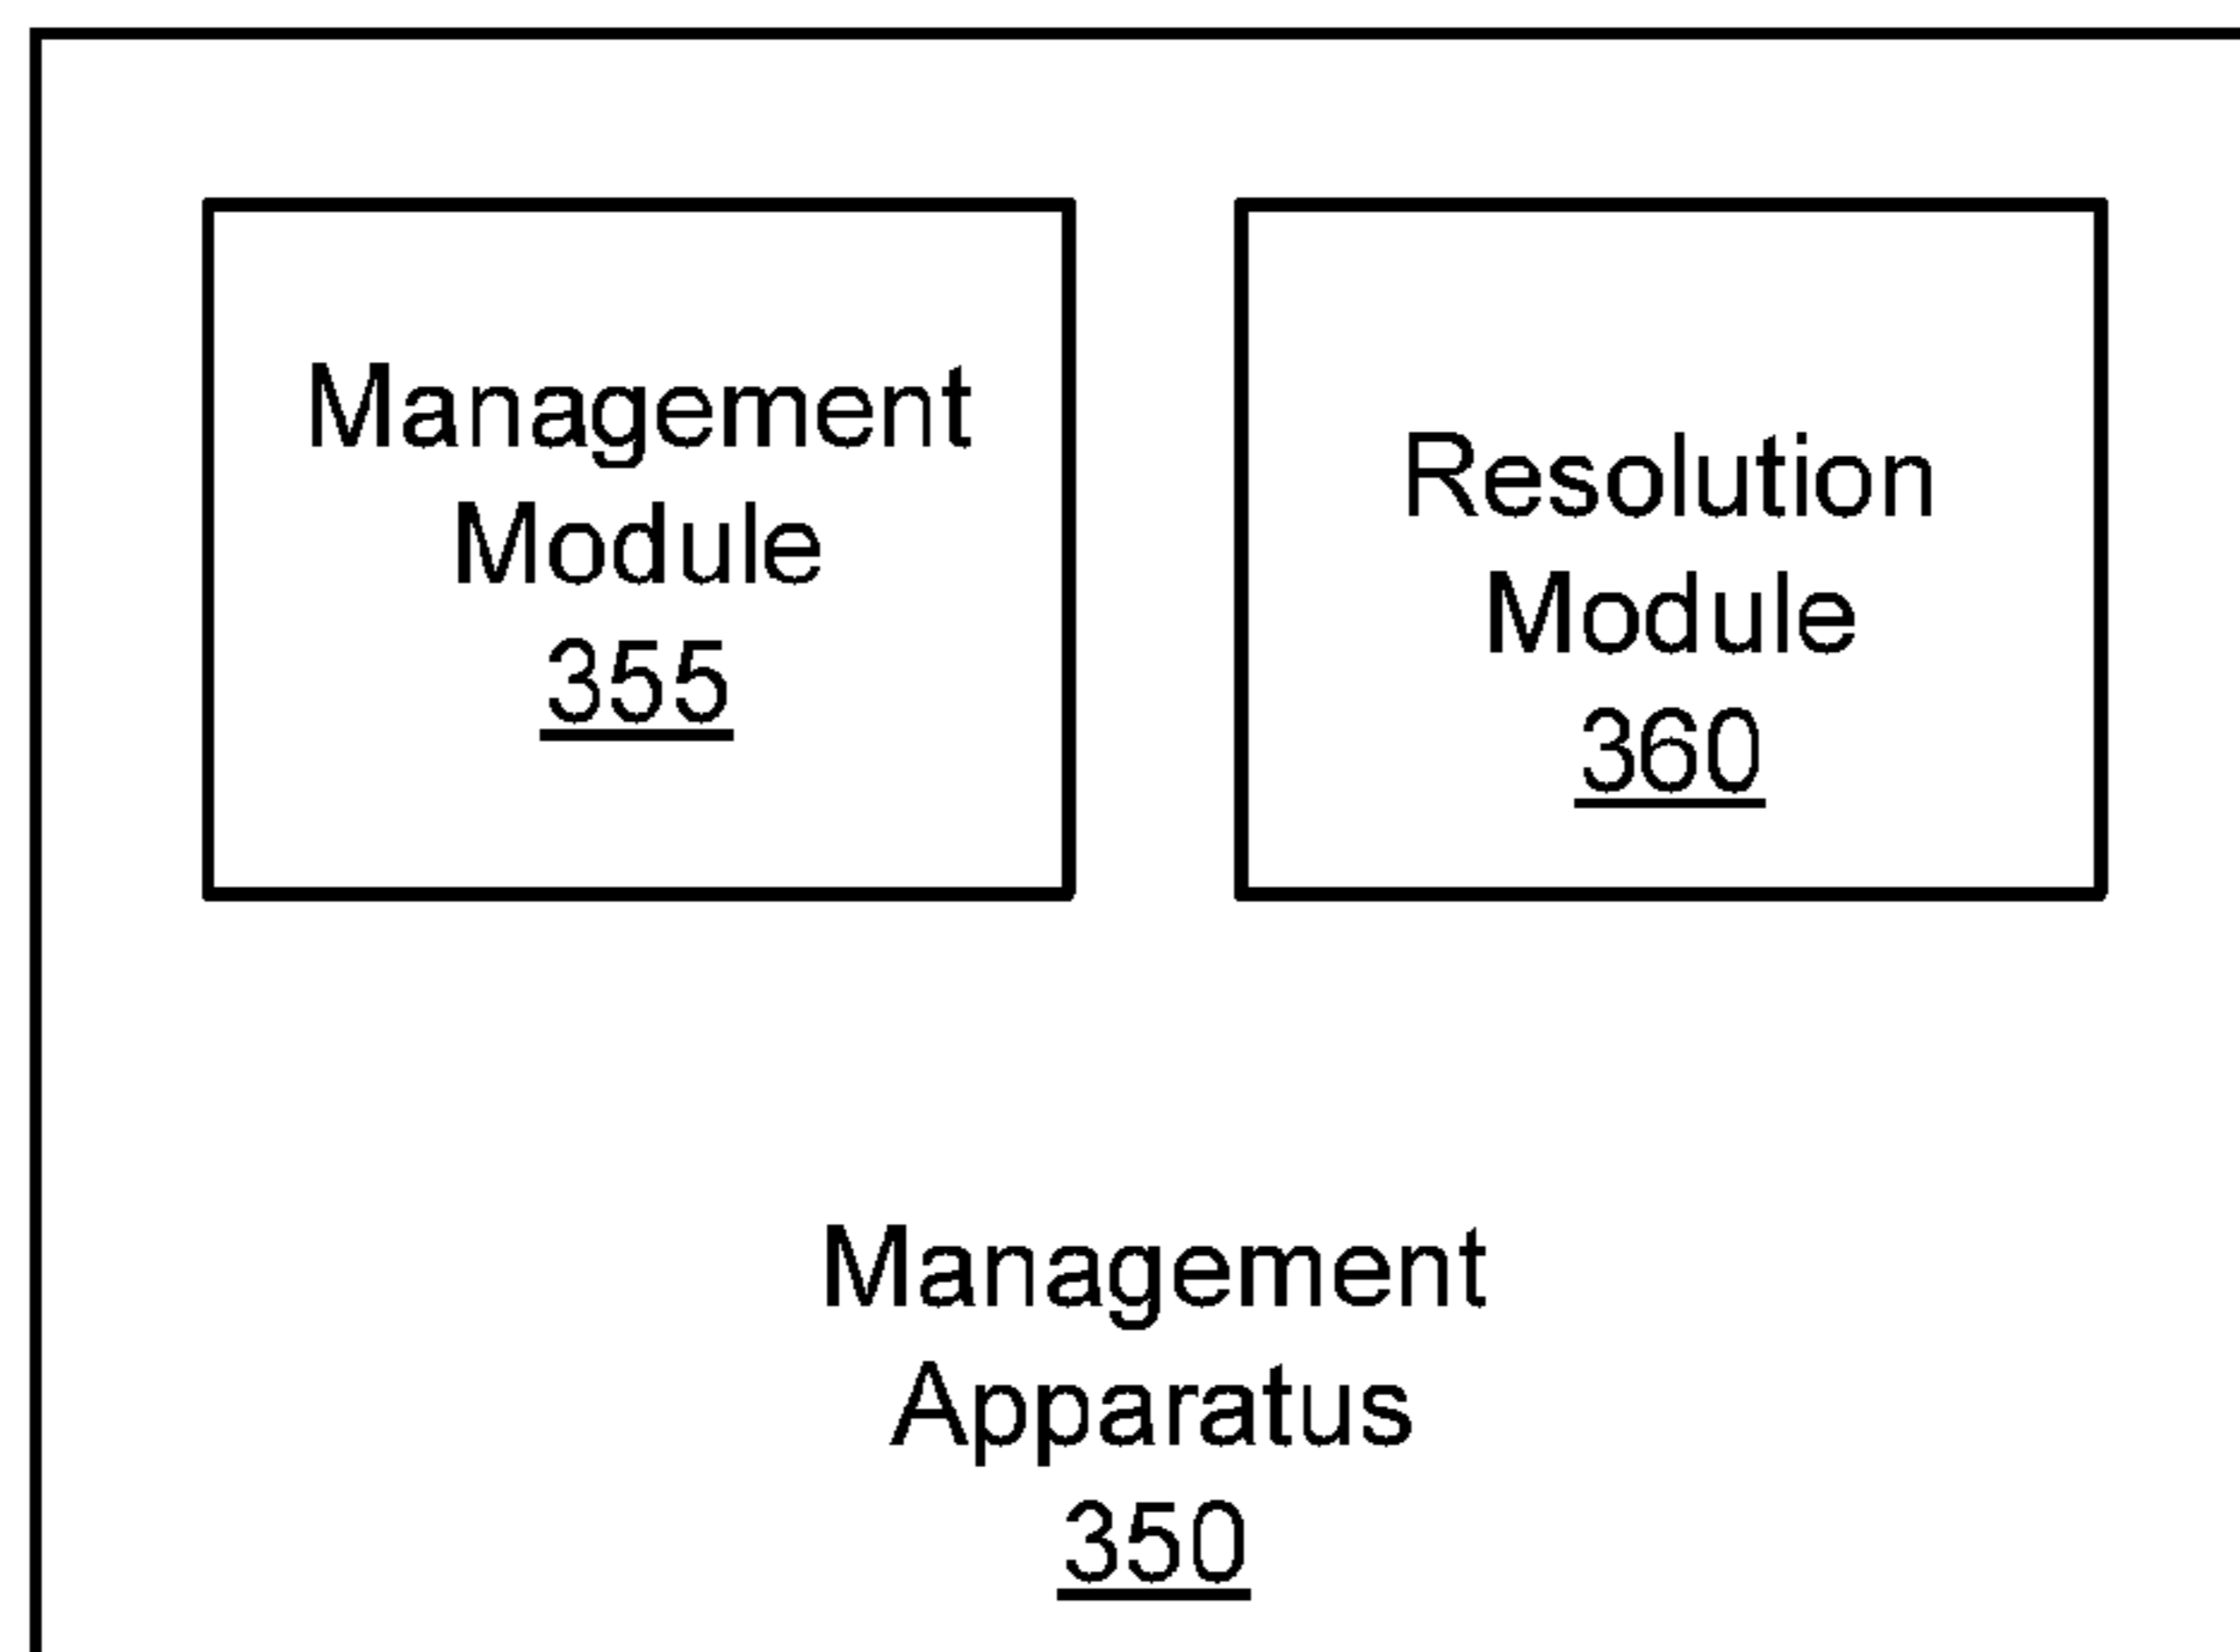 Management
Module
355
Resolution
Module
360
Management
Apparatus
350